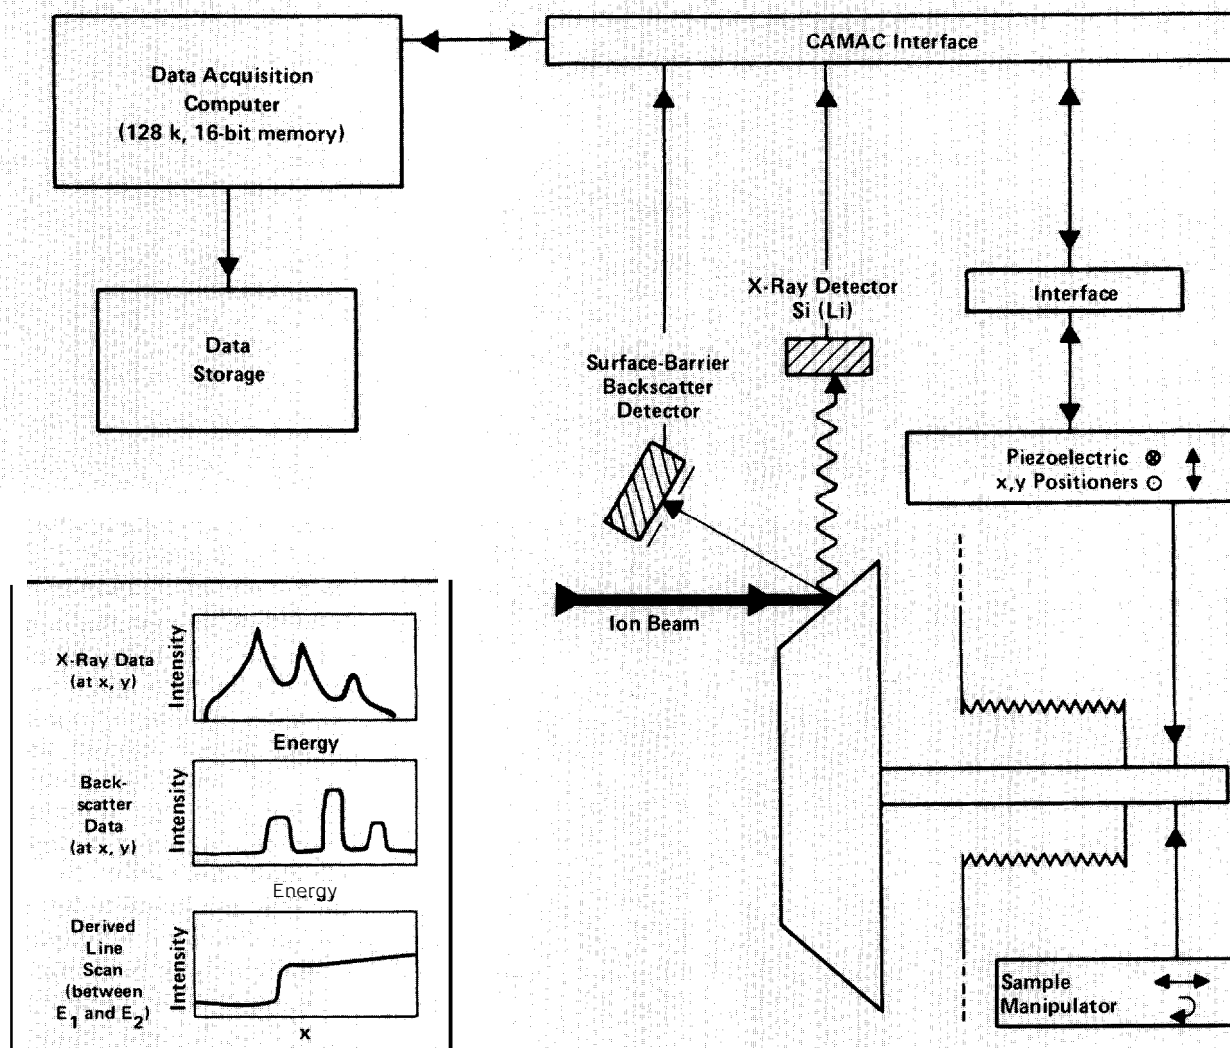 Data Acquisition
Computer
(128 k, 16-bit memory)
CAMAC Interface
Data
Storage
X-Ray Detector
Si (Li)
Interface
Surface-Barrier
Backscatter
Detector
Piezoelectric ⊗
x,y Positioners ⊙
Ion Beam
X-Ray Data
(at x, y)
Intensity
Energy
Back-
scatter
Data
(at x, y)
Intensity
Energy
Derived
Line
Scan
(between
E1 and E2)
Intensity
x
Sample
Manipulator